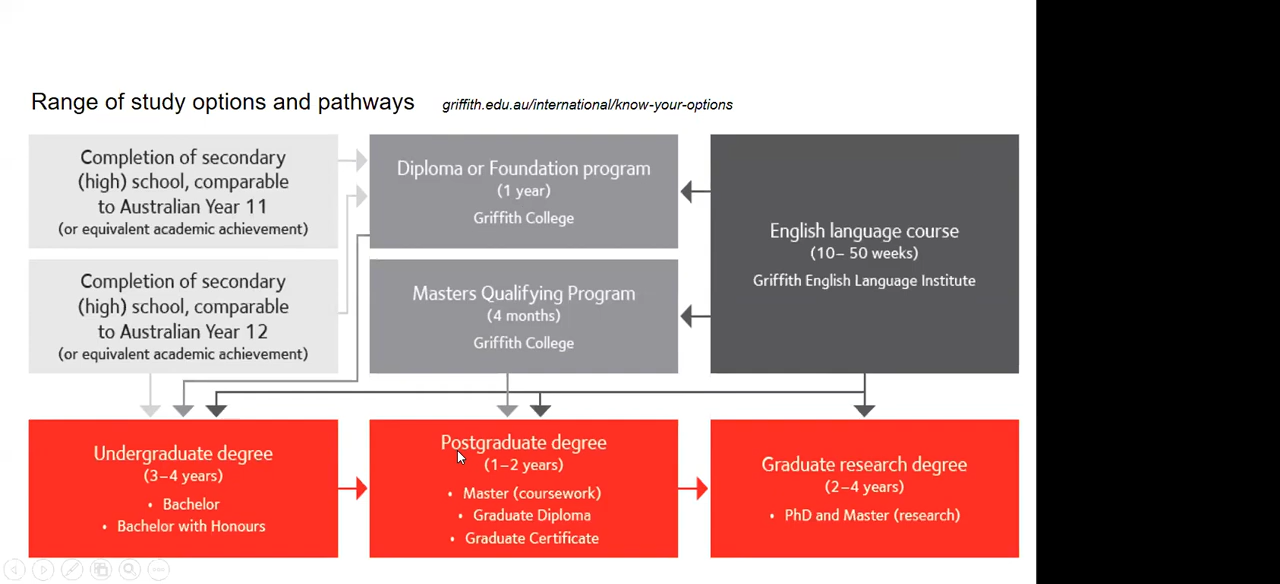 Range of study options and pathways
griffith.edu.au/international/know-your-options
Completion of secondary
(high) school, comparable
to Australian Year 11
(or equivalent academic achievement)
Diploma or Foundation program
(1 year)
Griffith College
English language course
(10– 50 weeks)
Griffith English Language Institute
Completion of secondary
(high) school, comparable
to Australian Year 12
(or equivalent academic achievement)
Masters Qualifying Program
(4 months)
Griffith College
Undergraduate degree
(3–4 years)
• Bachelor
• Bachelor with Honours
Postgraduate degree
(1–2 years)
• Master (coursework)
• Graduate Diploma
• Graduate Certificate
Graduate research degree
(2–4 years)
• PhD and Master (research)